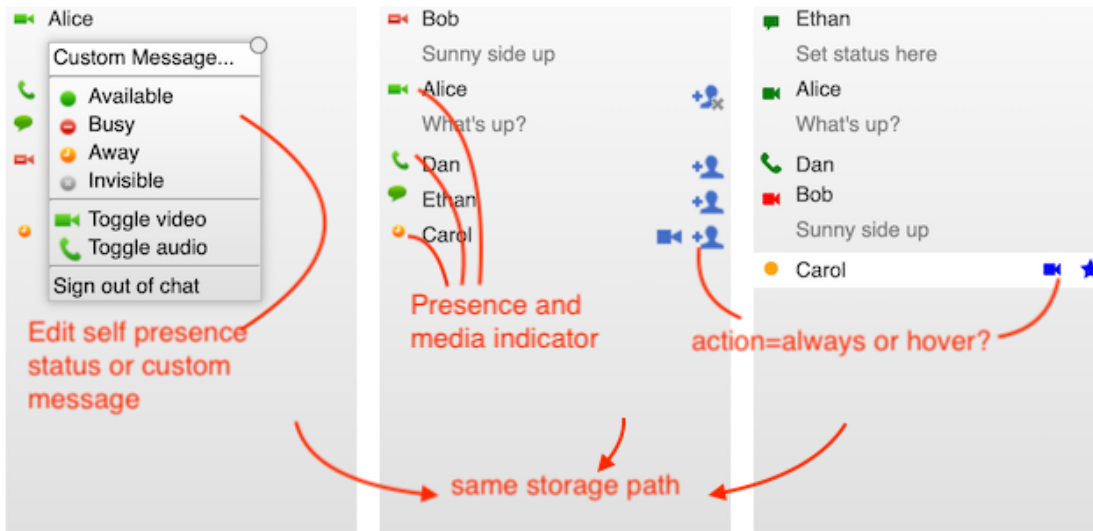 Alice
Custom Message...
Available
Busy
Away
Invisible
Toggle video
Toggle audio
Sign out of chat
Edit self presence
status or custom
message
Bob
Sunny side up
Alice
What's up?
Dan
Ethan
Carol
Presence and
media indicator
Ethan
Set status here
Alice
What's up?
Dan
Bob
Sunny side up
Carol
action=always or hover?
same storage path